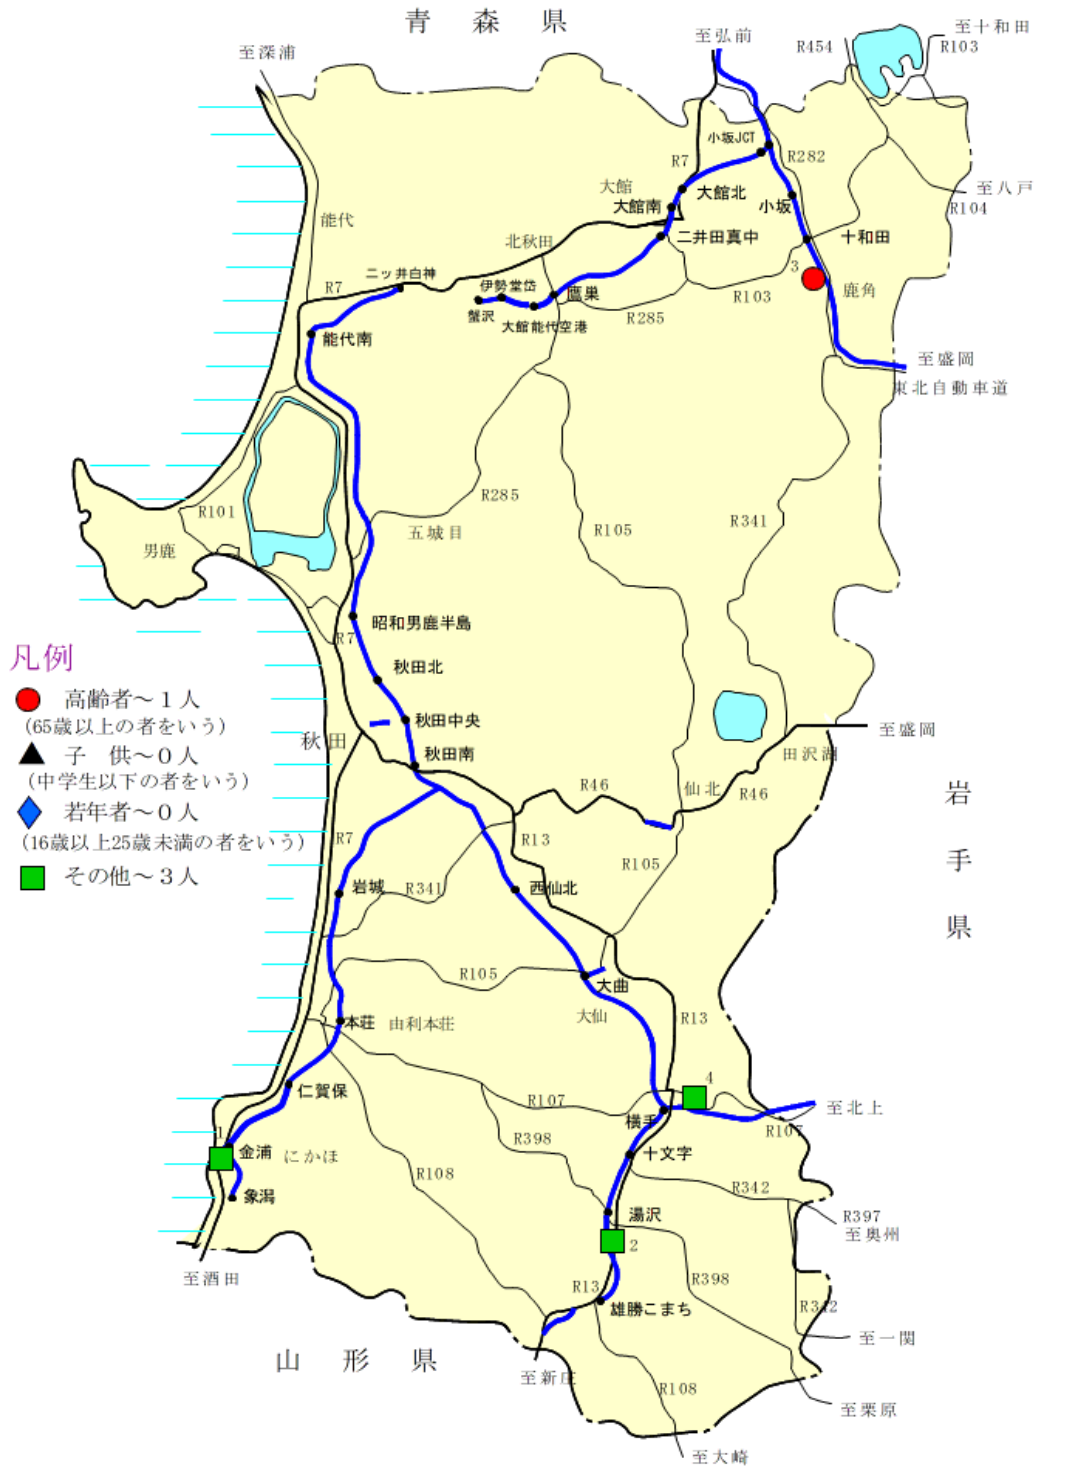 青森県
至深浦
至弘前
R454
至十和田
R103
小坂JCT
R282
R7
大館
大館北
大館南
小坂
至八戸
R104
能代
北秋田
二井田真中
十和田
3
鹿角
二ッ井白神
R7
伊勢堂岱
鷹巣
R103
蟹沢
大館能代空港
R285
能代南
至盛岡
東北自動車道
R285
R101
五城目
R105
R341
男鹿
昭和男鹿半島
R7
凡例
秋田北
高齢者～１人
(65歳以上の者をいう)
秋田中央
秋田
子　供～０人
秋田南
(中学生以下の者をいう)
至盛岡
田沢湖
若年者～０人
(16歳以上25歳未満の者をいう)
R46
仙北
R46
岩手県
R7
R13
R105
その他～３人
岩城
R341
西仙北
R105
大曲
大仙
本荘
由利本荘
R13
仁賀保
4
R107
横手
至北上
R107
1
金浦
にかほ
R398
十文字
R108
R342
象潟
湯沢
R397
至奥州
2
至酒田
R13
R398
雄勝こまち
R342
至一関
山形県
至新庄
R108
至栗原
至大崎